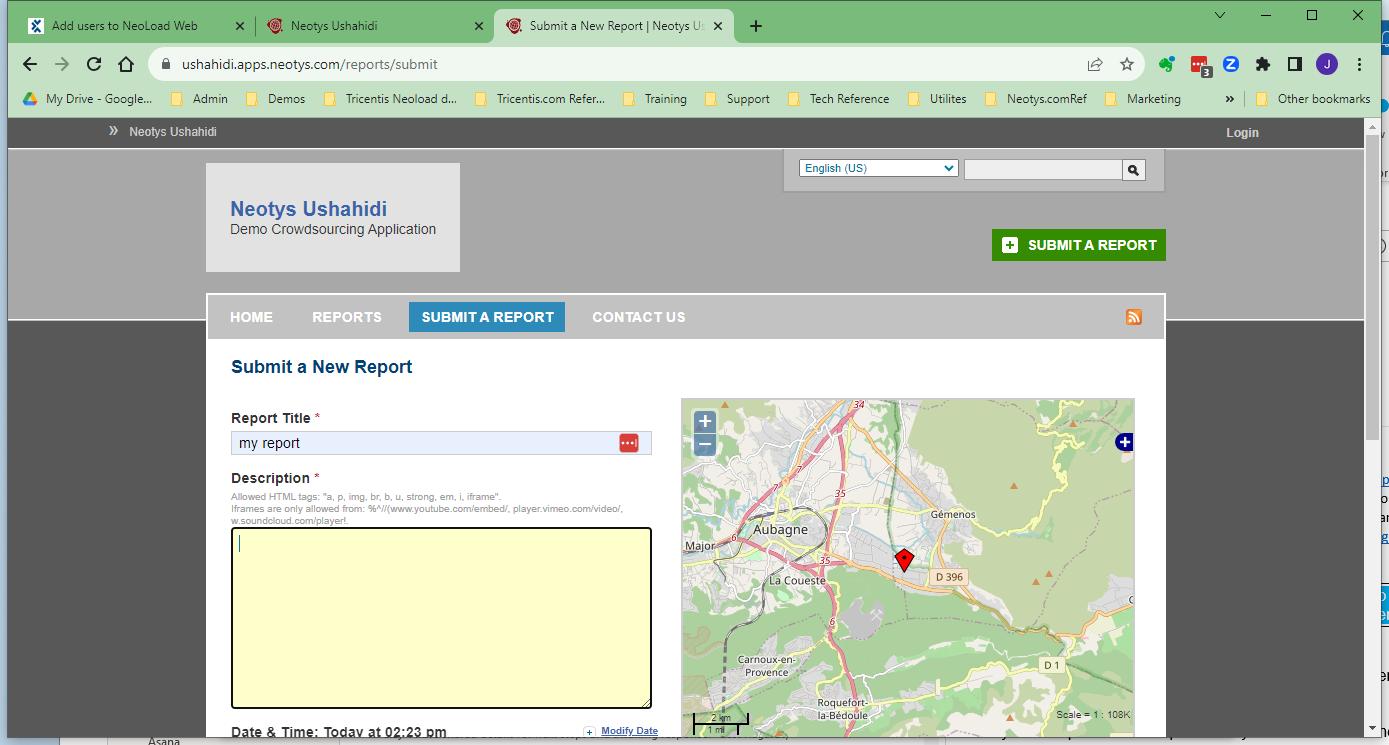 Add users to NeoLoad Web
Neotys Ushahidi
Submit a New Report | Neotys Us
ushahidi.apps.neotys.com/reports/submit
3
Z
J
My Drive - Google...
Admin
Demos
Tricentis Neoload d...
Tricentis.com Refer...
Training
Support
Tech Reference
Utilites
Neotys.comRef
Marketing
»
Other bookmarks
» Neotys Ushahidi
Login
English (US)
Neotys Ushahidi
Demo Crowdsourcing Application
SUBMIT A REPORT
HOME
REPORTS
SUBMIT A REPORT
CONTACT US
Submit a New Report
Report Title *
my report
Description *
Allowed HTML tags: "a, p, img, br, b, u, strong, em, i, iframe".
Iframes are only allowed from: %^//(www.youtube.com/embed/, player.vimeo.com/video/,
w.soundcloud.com/player!.
Date & Time: Today at 02:23 pm
Modify Date
34
7
7
35
Gémenos
Aubagne
Major
6
35
La Coueste
D 396
6
Carnoux-en-
Provence
D 1
Roquefort-
la-Bédoule
2 km
1 mi
Scale = 1 : 108K
Asana